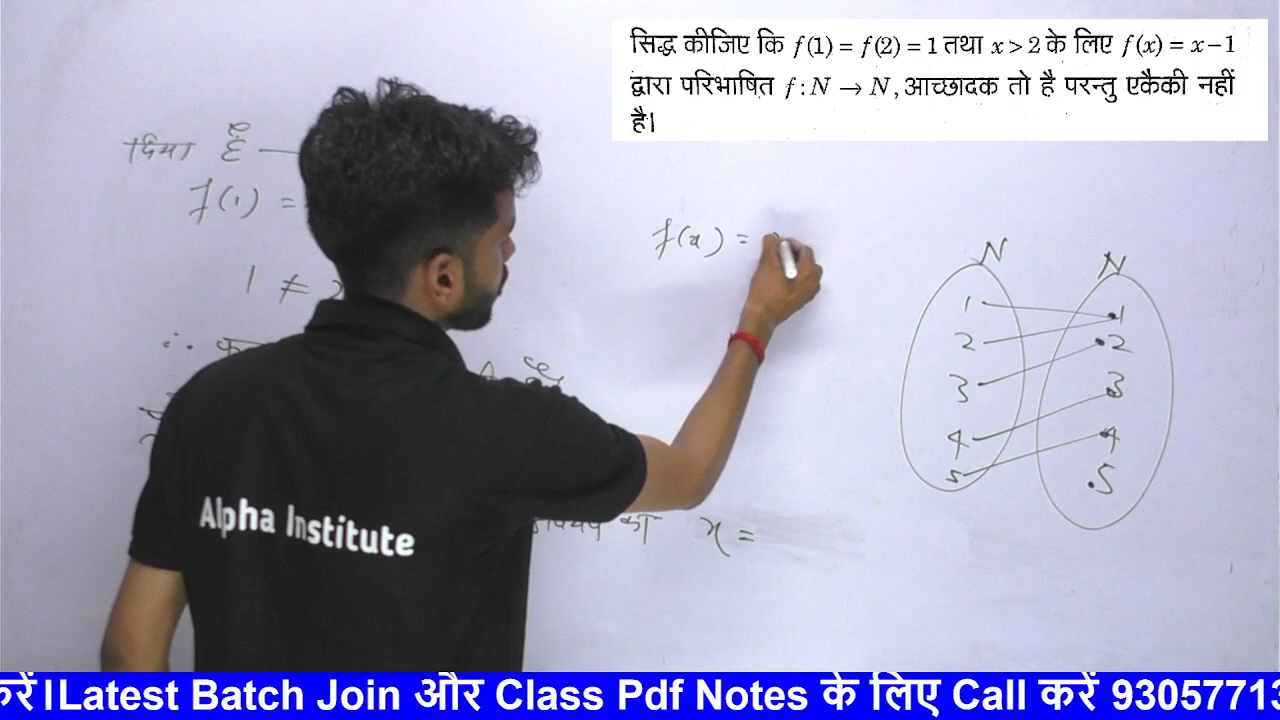 सिद्ध कीजिए कि f(1) = f(2) = 1 तथा x > 2 के लिए f(x) = x – 1
द्वारा परिभाषित f : N → N, आच्छादक तो है परन्तु एकैकी नहीं
है।
दिया है —
f(1) =
1 ≠
∴
f(x) =
N N
1 1
2 2
3 3
4 4
5 5
का x =
Alpha Institute
करें।Latest Batch Join और Class Pdf Notes के लिए Call करें 93057713